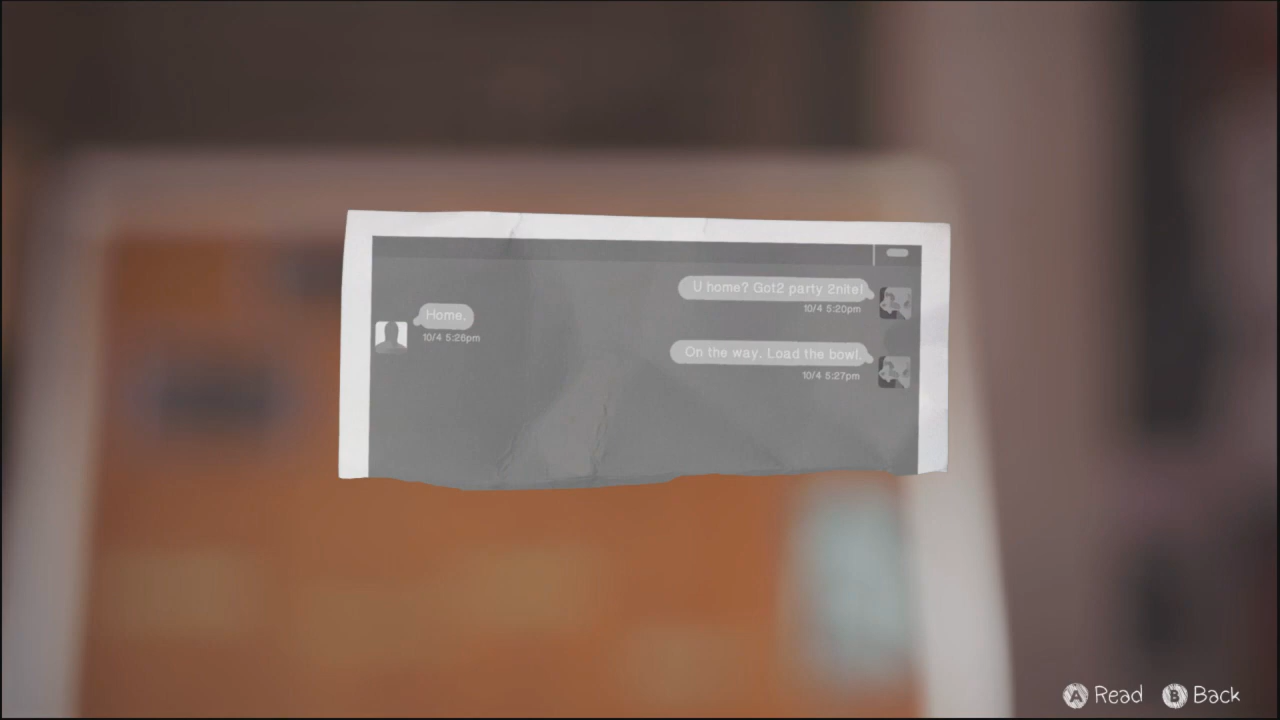 U home? Got2 party 2nite!
10/4 5:20pm
Home.
10/4 5:26pm
On the way. Load the bowl.
10/4 5:27pm
A Read B Back